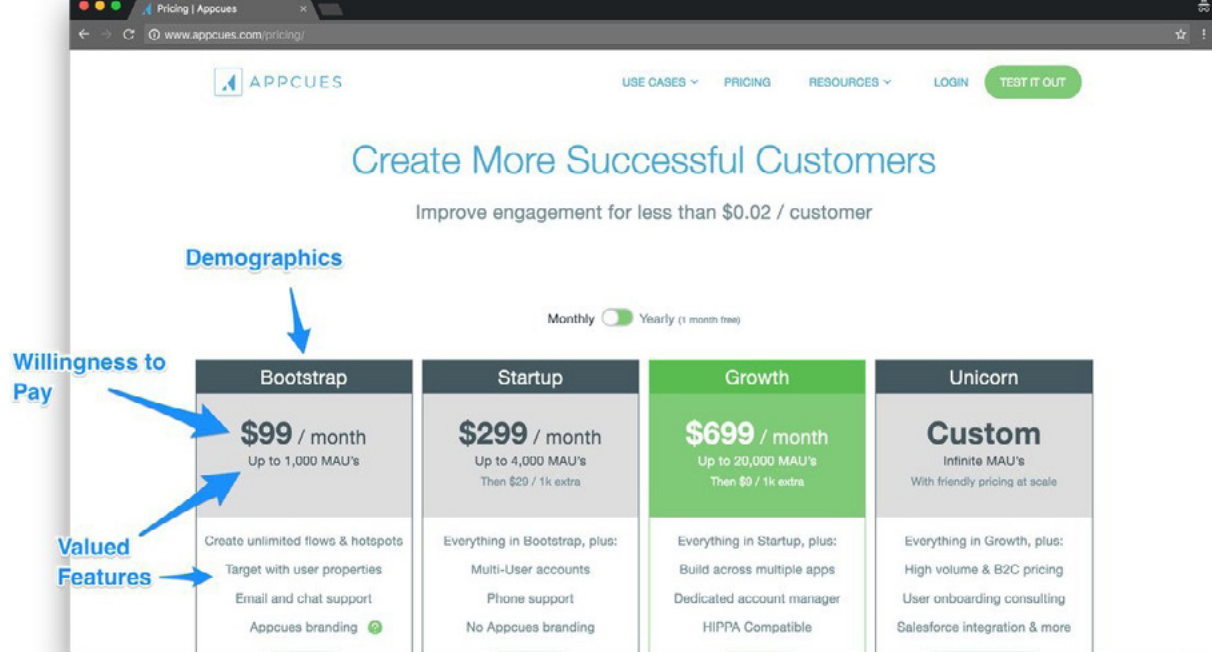 Pricing | Appcues
www.appcues.com/pricing/
APPCUES
USE CASES
PRICING
RESOURCES
LOGIN
TEST IT OUT
Create More Successful Customers
Improve engagement for less than $0.02 / customer
Demographics
Monthly
Yearly (1 month free)
Willingness to
Pay
Valued
Features
Bootstrap
$99 / month
Up to 1,000 MAU's
Create unlimited flows & hotspots
Target with user properties
Email and chat support
Appcues branding ?
Startup
$299 / month
Up to 4,000 MAU's
Then $29 / 1k extra
Everything in Bootstrap, plus:
Multi-User accounts
Phone support
No Appcues branding
Growth
$699 / month
Up to 20,000 MAU's
Then $9 / 1k extra
Everything in Startup, plus:
Build across multiple apps
Dedicated account manager
HIPPA Compatible
Unicorn
Custom
Infinite MAU's
With friendly pricing at scale
Everything in Growth, plus:
High volume & B2C pricing
User onboarding consulting
Salesforce integration & more